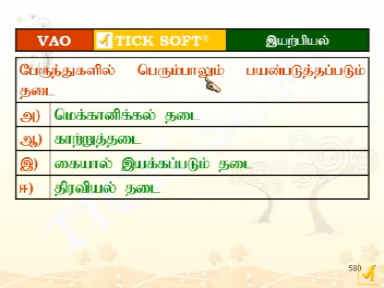 VAO TICK SOFT இயற்பியல்
பேருந்துகளில் பெரும்பாலும் பயன்படுத்தப்படும்
தடை
அ) மெக்கானிக்கல் தடை
ஆ) காற்றுத்தடை
இ) கையால் இயக்கப்படும் தடை
ஈ) திரவியல் தடை
580